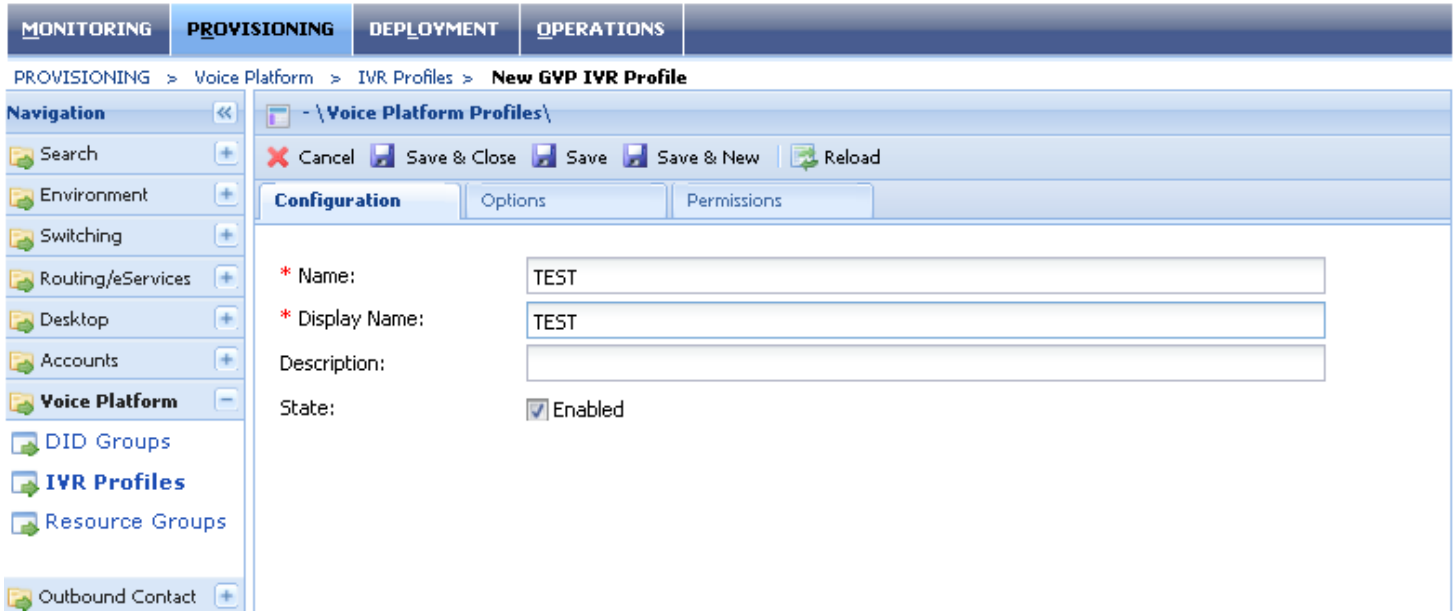 MONITORING PROVISIONING DEPLOYMENT OPERATIONS
PROVISIONING > Voice Platform > IVR Profiles > New GVP IVR Profile
Navigation
Search
Environment
Switching
Routing/eServices
Desktop
Accounts
Voice Platform
DID Groups
IVR Profiles
Resource Groups
Outbound Contact
- \Voice Platform Profiles\
Cancel Save & Close Save Save & New Reload
Configuration Options Permissions
* Name: TEST
* Display Name: TEST
Description:
State: Enabled